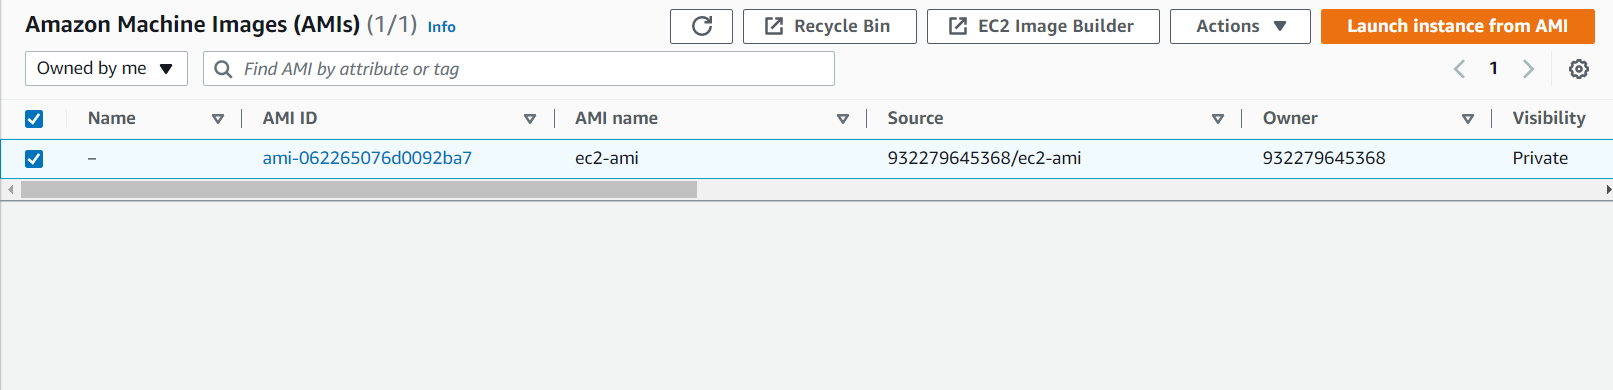 Amazon Machine Images (AMIs) (1/1) Info Recycle Bin EC2 Image Builder Actions Launch instance from AMI
Owned by me Find AMI by attribute or tag 1
Name AMI ID AMI name Source Owner Visibility
– ami-062265076d0092ba7 ec2-ami 932279645368/ec2-ami 932279645368 Private